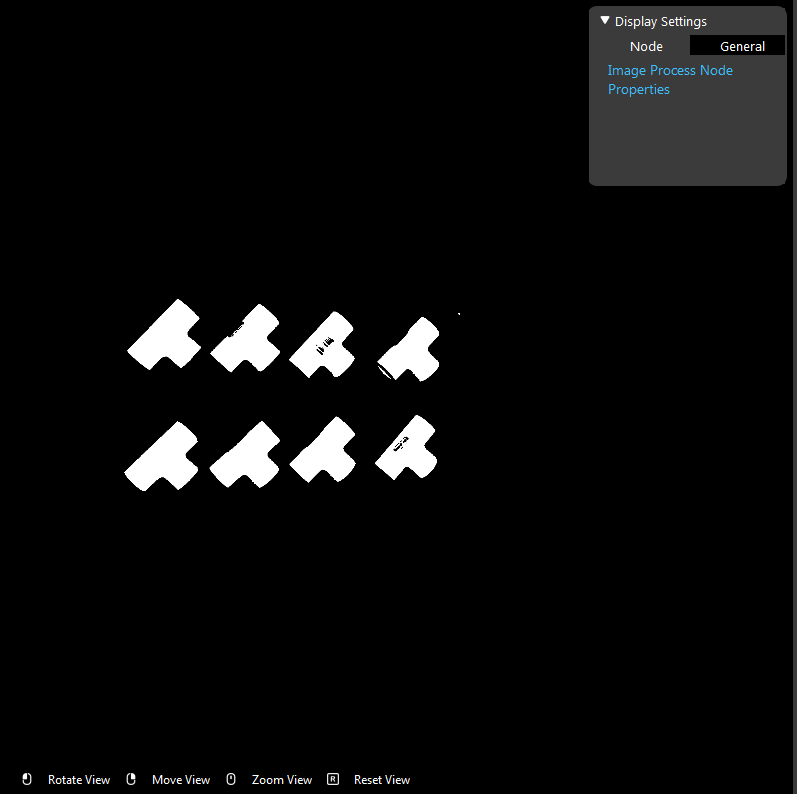 Display Settings
Node General
Image Process Node
Properties
Rotate View Move View Zoom View R Reset View